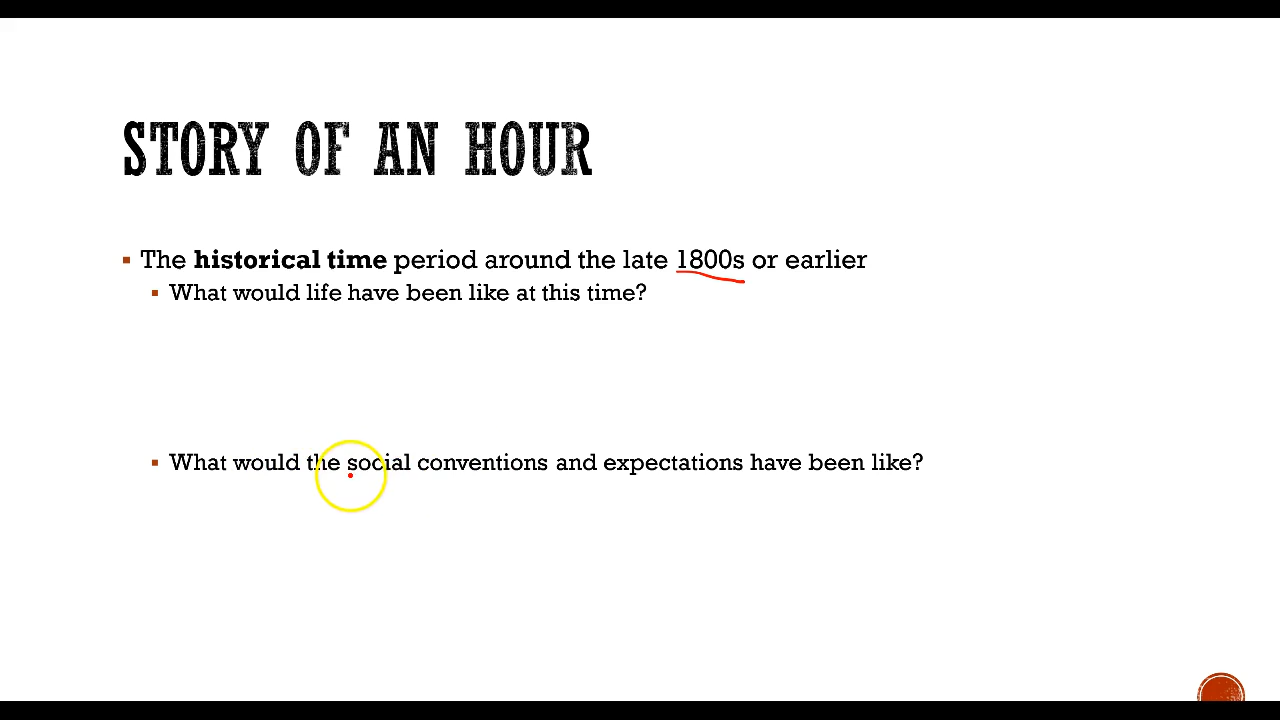 STORY OF AN HOUR
The historical time period around the late 1800s or earlier
What would life have been like at this time?
What would the social conventions and expectations have been like?